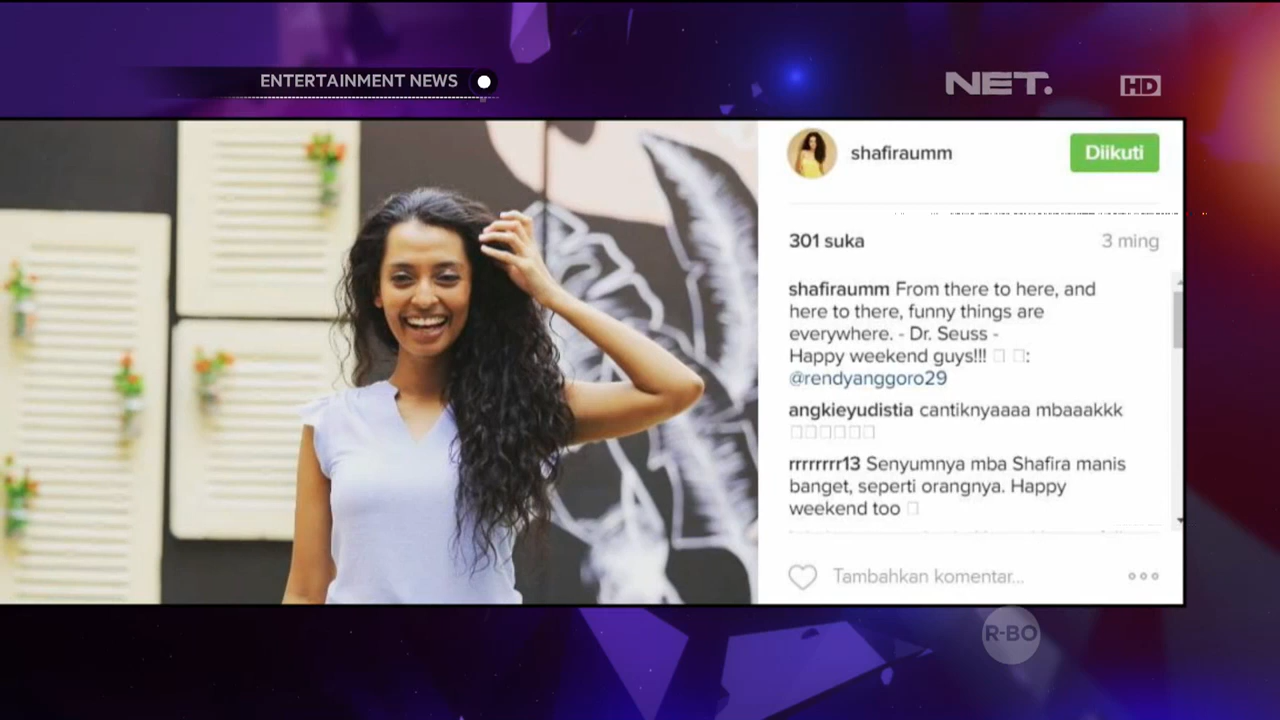 ENTERTAINMENT NEWS
NET.
HD
shafiraumm
Diikuti
301 suka
3 ming
shafiraumm From there to here, and
here to there, funny things are
everywhere. - Dr. Seuss -
Happy weekend guys!!! :
@rendyanggoro29
angkieyudistia cantiknyaaaa mbaaakkk
rrrrrrrr13 Senyumnya mba Shafira manis
banget, seperti orangnya. Happy
weekend too
Tambahkan komentar...
R-BO